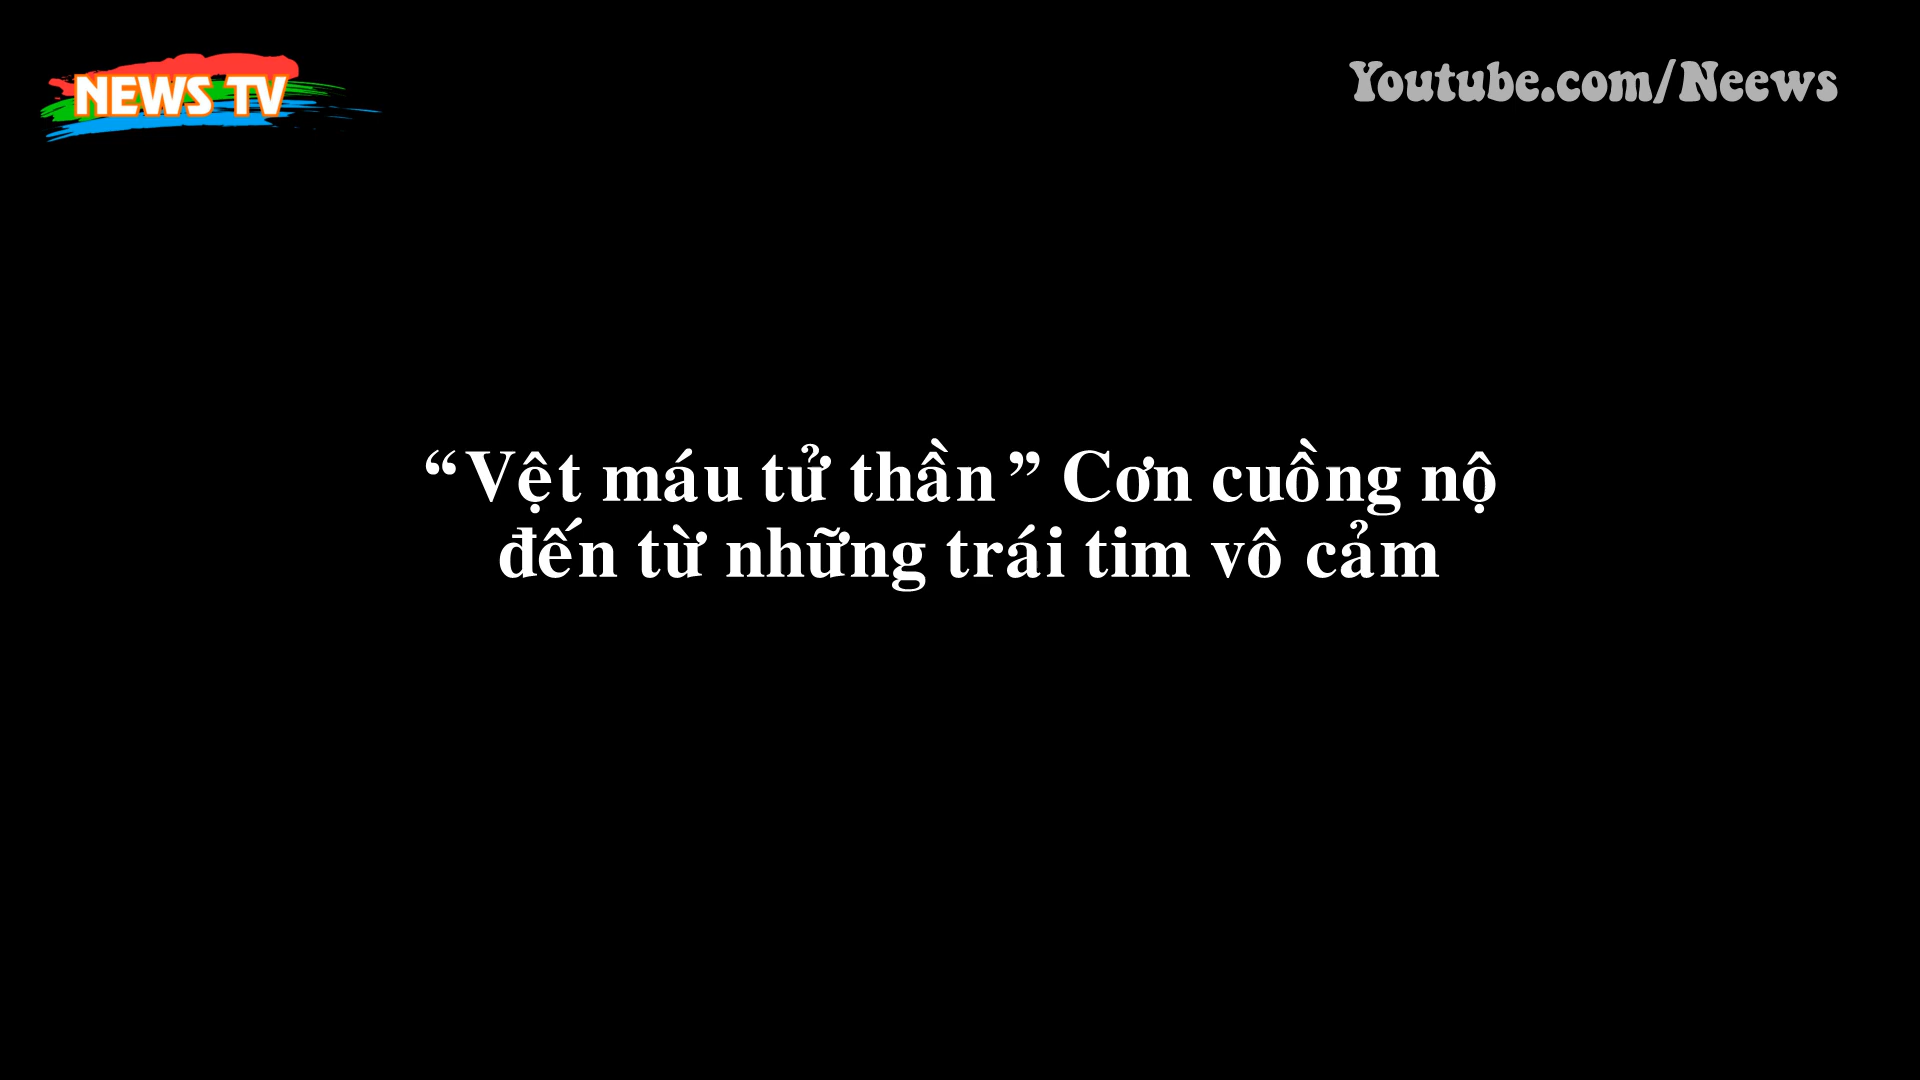 NEWS TV
Youtube.com/Neews
“Vệt máu tử thần” Cơn cuồng nộ
đến từ những trái tim vô cảm